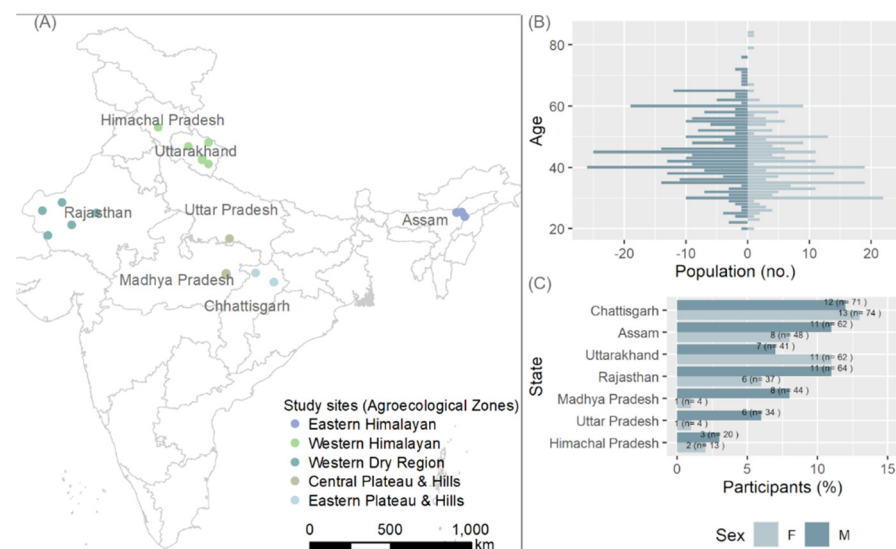 (A)
Himachal Pradesh
Uttarakhand
Rajasthan
Uttar Pradesh
Assam
Madhya Pradesh
Chhattisgarh
Study sites (Agroecological Zones)
Eastern Himalayan
Western Himalayan
Western Dry Region
Central Plateau & Hills
Eastern Plateau & Hills
0 500 1,000
km
(B)
80
60
40
20
Age
-20 -10 0 10 20
Population (no.)
(C)
State
Chattisgarh
12 (n= 71 )
13 (n= 74 )
Assam
11 (n= 62 )
8 (n= 48 )
Uttarakhand
7 (n= 41 )
11 (n= 62 )
Rajasthan
11 (n= 64 )
6 (n= 37 )
Madhya Pradesh
8 (n= 44 )
1 (n= 4 )
Uttar Pradesh
6 (n= 34 )
1 (n= 4 )
Himachal Pradesh
3 (n= 20 )
2 (n= 13 )
0 5 10 15
Participants (%)
Sex F M